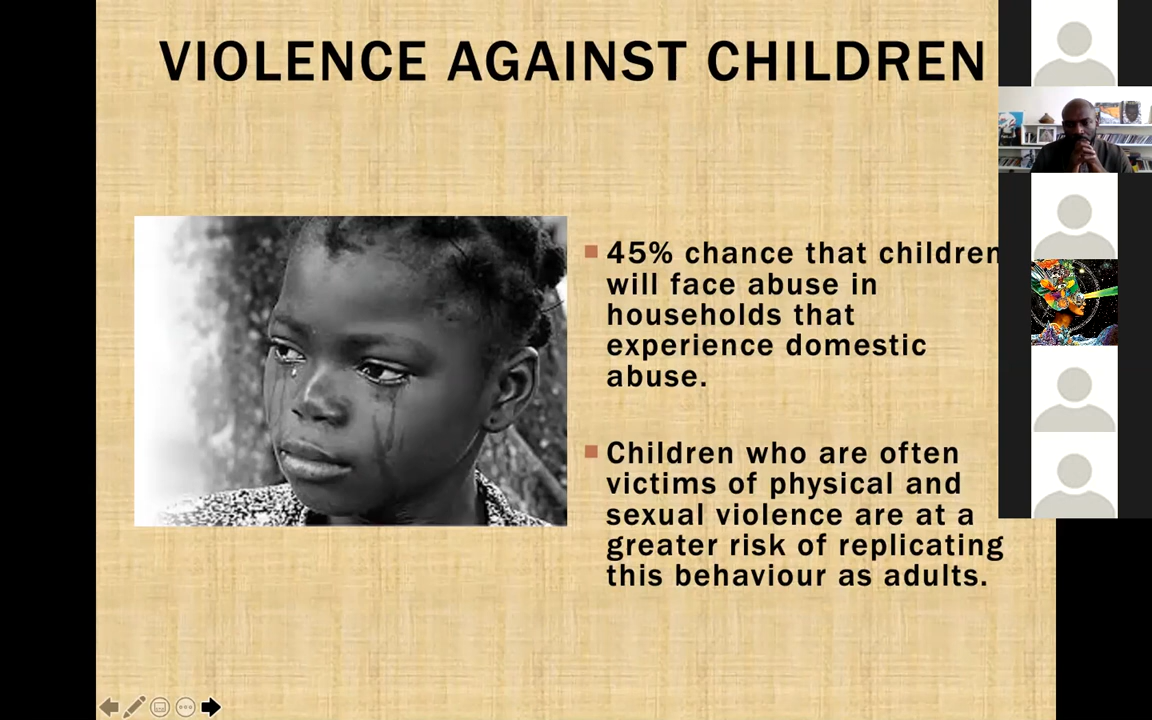 VIOLENCE AGAINST CHILDREN
45% chance that children
will face abuse in
households that
experience domestic
abuse.
Children who are often
victims of physical and
sexual violence are at a
greater risk of replicating
this behaviour as adults.